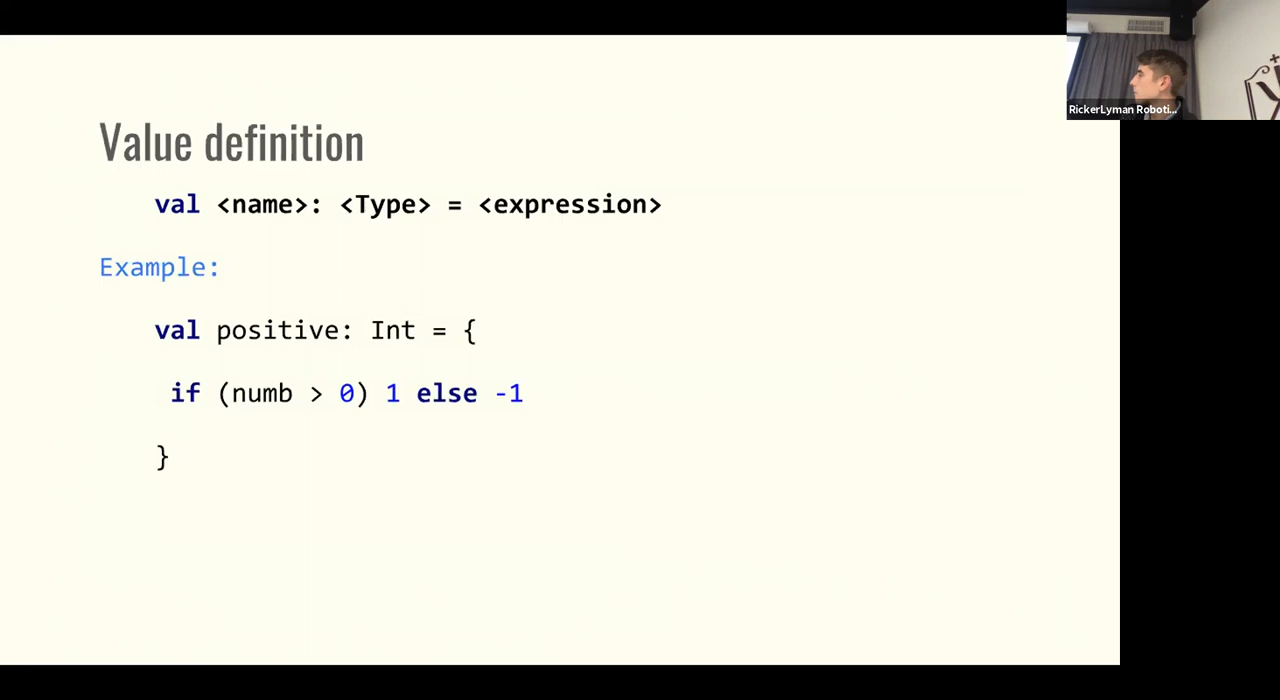 Value definition
val <name>: <Type> = <expression>
Example:
val positive: Int = {
if (numb > 0) 1 else -1
}
RickerLyman Roboti...